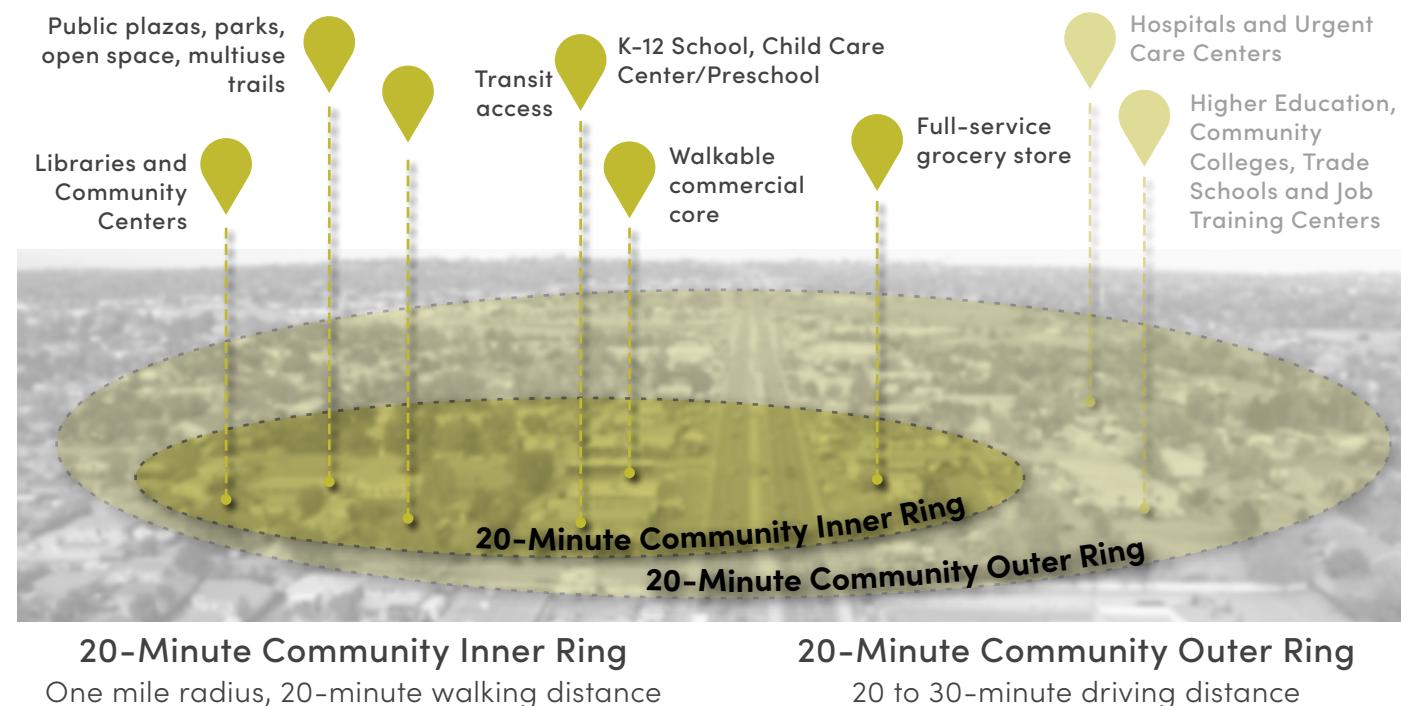 Public plazas, parks,
open space, multiuse
trails
Libraries and
Community
Centers
Transit
access
K-12 School, Child Care
Center/Preschool
Walkable
commercial
core
Full-service
grocery store
Hospitals and Urgent
Care Centers
Higher Education,
Community
Colleges, Trade
Schools and Job
Training Centers
20-Minute Community Inner Ring
20-Minute Community Outer Ring
20-Minute Community Inner Ring
One mile radius, 20-minute walking distance
20-Minute Community Outer Ring
20 to 30-minute driving distance